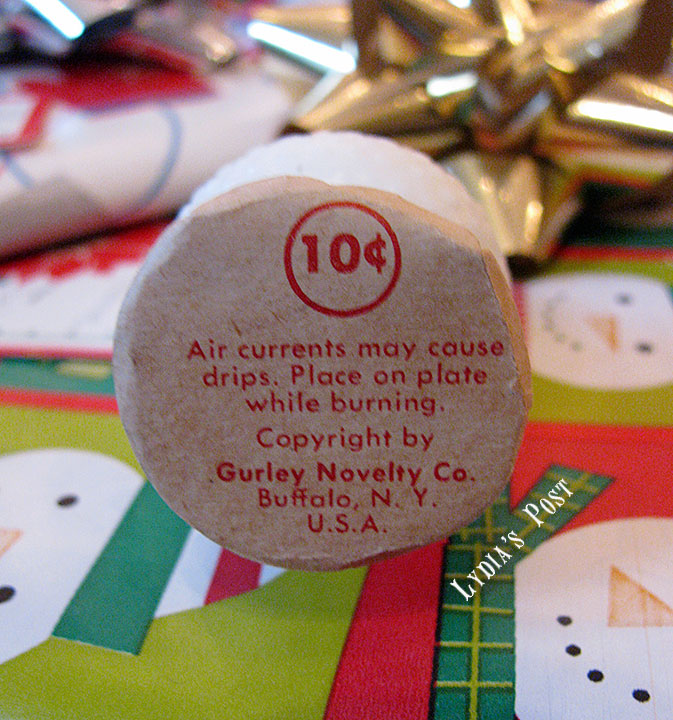 10¢
Air currents may cause
drips. Place on plate
while burning.
Copyright by
Gurley Novelty Co.
Buffalo, N. Y.
U.S.A.
Lydia's Post